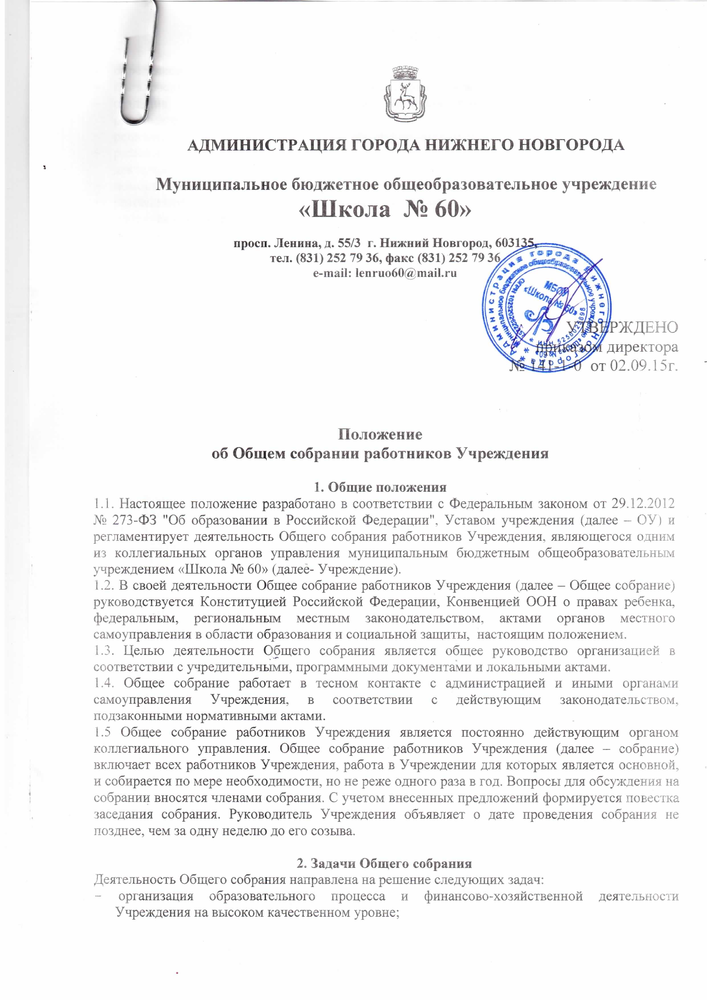 АДМИНИСТРАЦИЯ ГОРОДА НИЖНЕГО НОВГОРОДА
Муниципальное бюджетное общеобразовательное учреждение
«Школа № 60»
просп. Ленина, д. 55/3 г. Нижний Новгород, 603135,
тел. (831) 252 79 36, факс (831) 252 79 36
e-mail: lenruo60@mail.ru
Администрация города Нижнего Новгорода
Муниципальное бюджетное общеобразовательное учреждение «Школа № 60»
ИНН 5258025898
МБОУ
«Школа № 60»
УТВЕРЖДЕНО
приказом директора
№ 141-1-0 от 02.09.15г.
Положение
об Общем собрании работников Учреждения
1. Общие положения
1.1. Настоящее положение разработано в соответствии с Федеральным законом от 29.12.2012
№ 273-ФЗ "Об образовании в Российской Федерации", Уставом учреждения (далее – ОУ) и
регламентирует деятельность Общего собрания работников Учреждения, являющегося одним
из коллегиальных органов управления муниципальным бюджетным общеобразовательным
учреждением «Школа № 60» (далее- Учреждение).
1.2. В своей деятельности Общее собрание работников Учреждения (далее – Общее собрание)
руководствуется Конституцией Российской Федерации, Конвенцией ООН о правах ребенка,
федеральным, региональным местным законодательством, актами органов местного
самоуправления в области образования и социальной защиты, настоящим положением.
1.3. Целью деятельности Общего собрания является общее руководство организацией в
соответствии с учредительными, программными документами и локальными актами.
1.4. Общее собрание работает в тесном контакте с администрацией и иными органами
самоуправления Учреждения, в соответствии с действующим законодательством,
подзаконными нормативными актами.
1.5 Общее собрание работников Учреждения является постоянно действующим органом
коллегиального управления. Общее собрание работников Учреждения (далее – собрание)
включает всех работников Учреждения, работа в Учреждении для которых является основной,
и собирается по мере необходимости, но не реже одного раза в год. Вопросы для обсуждения на
собрании вносятся членами собрания. С учетом внесенных предложений формируется повестка
заседания собрания. Руководитель Учреждения объявляет о дате проведения собрания не
позднее, чем за одну неделю до его созыва.
2. Задачи Общего собрания
Деятельность Общего собрания направлена на решение следующих задач:
– организация образовательного процесса и финансово-хозяйственной деятельности
Учреждения на высоком качественном уровне;